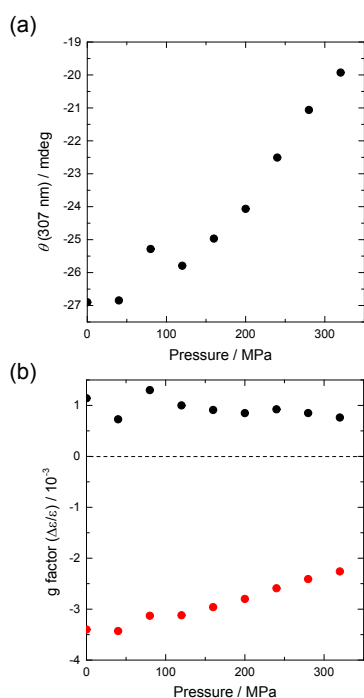 (a)
-19
-20
-21
-22
-23
-24
-25
-26
-27
θ (307 nm) / mdeg
0 100 200 300
Pressure / MPa
(b)
1
0
-1
-2
-3
-4
g factor (Δε/ε) / 10⁻³
0 100 200 300
Pressure / MPa